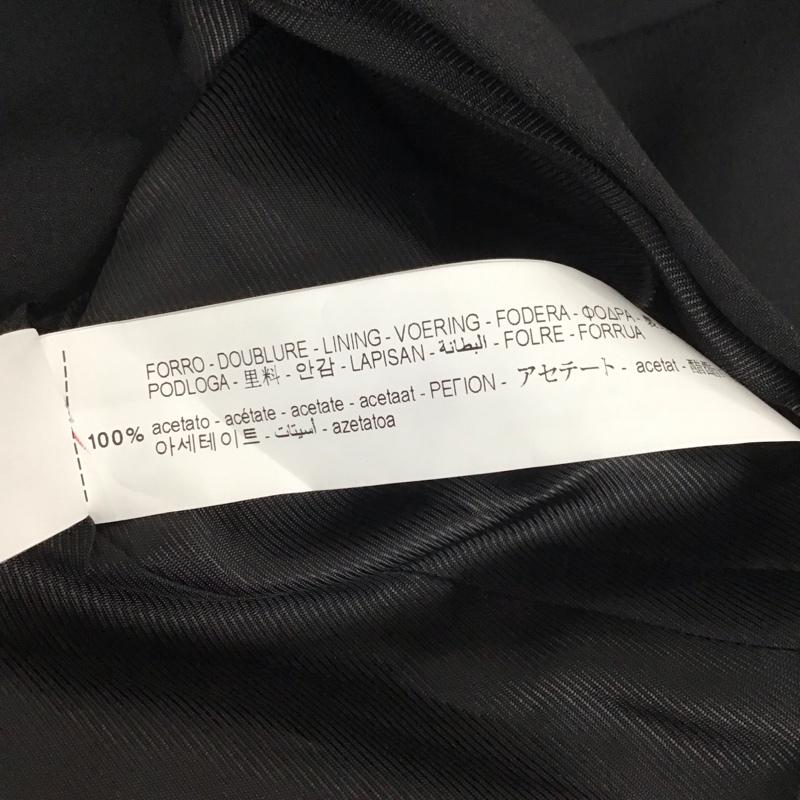 FORRO - DOUBLURE - LINING - VOERING - FODERA - ΦΟΔΡΑ -
PODLOGA - 里料 - 안감 - LAPISAN - البطانة - FOLRE - FORRUA
100% acetato - acétate - acetate - acetaat - ΡΕΓΙΟΝ - アセテート - acetat -
아세테이트 - أسيتات - azetatoa